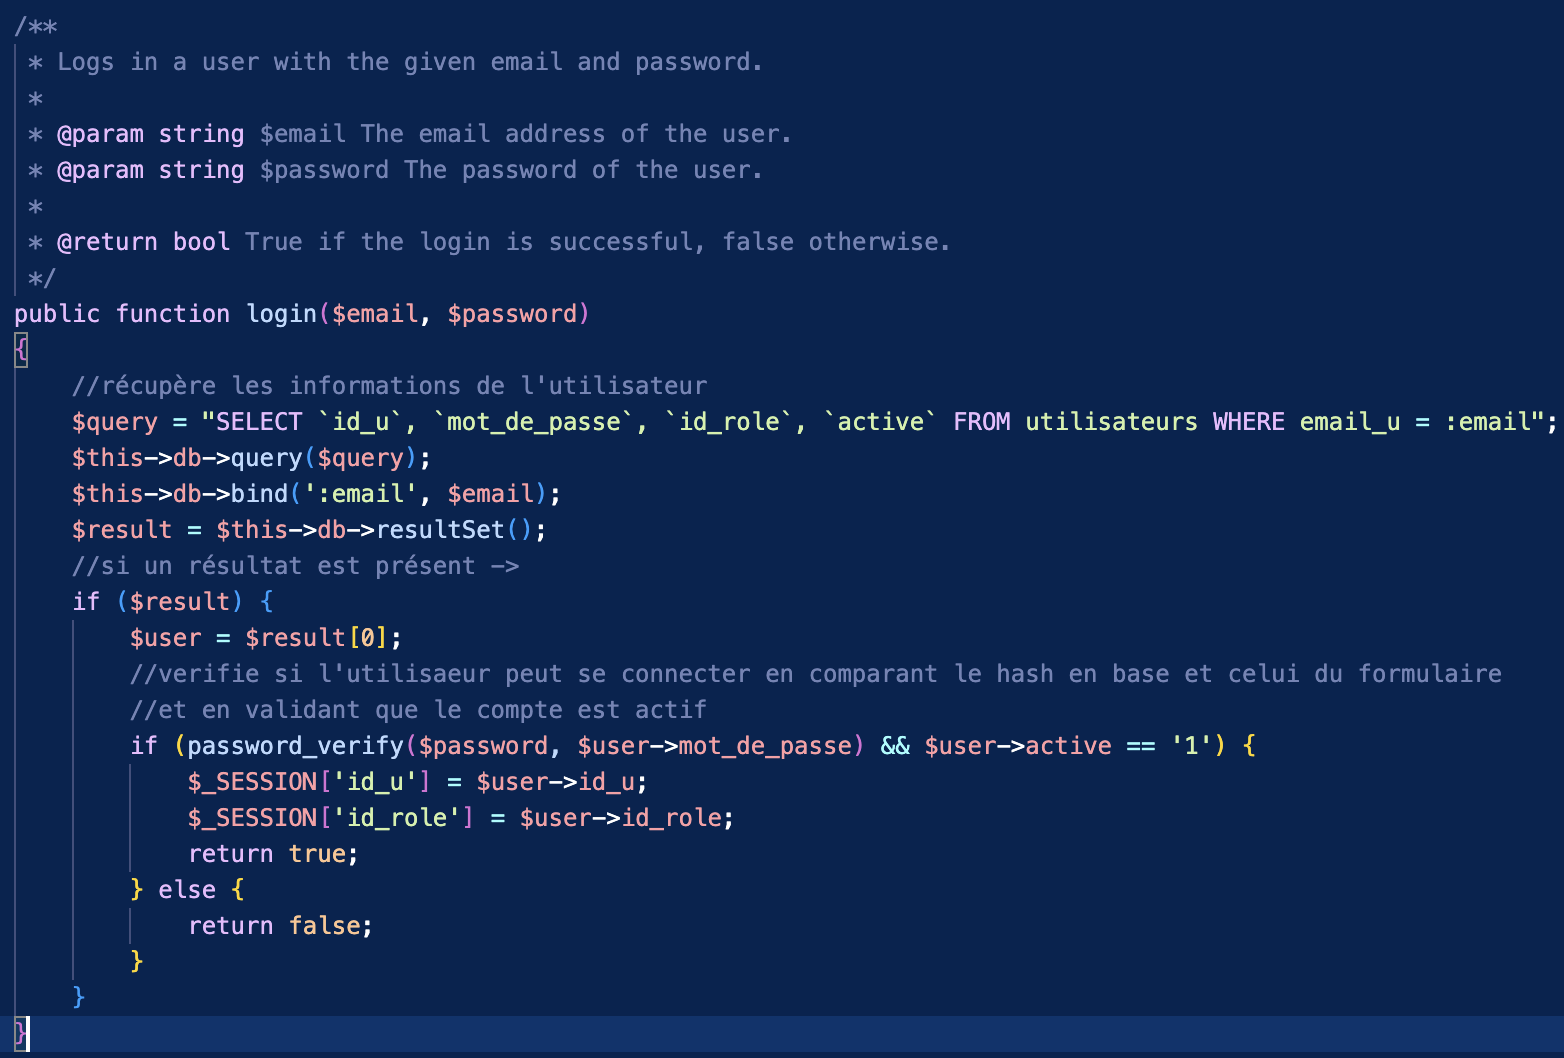 /**
 * Logs in a user with the given email and password.
 *
 * @param string $email The email address of the user.
 * @param string $password The password of the user.
 *
 * @return bool True if the login is successful, false otherwise.
 */
public function login($email, $password)
{
    //récupère les informations de l'utilisateur
    $query = "SELECT `id_u`, `mot_de_passe`, `id_role`, `active` FROM utilisateurs WHERE email_u = :email";
    $this->db->query($query);
    $this->db->bind(':email', $email);
    $result = $this->db->resultSet();
    //si un résultat est présent ->
    if ($result) {
        $user = $result[0];
        //verifie si l'utilisaeur peut se connecter en comparant le hash en base et celui du formulaire
        //et en validant que le compte est actif
        if (password_verify($password, $user->mot_de_passe) && $user->active == '1') {
            $_SESSION['id_u'] = $user->id_u;
            $_SESSION['id_role'] = $user->id_role;
            return true;
        } else {
            return false;
        }
    }
}